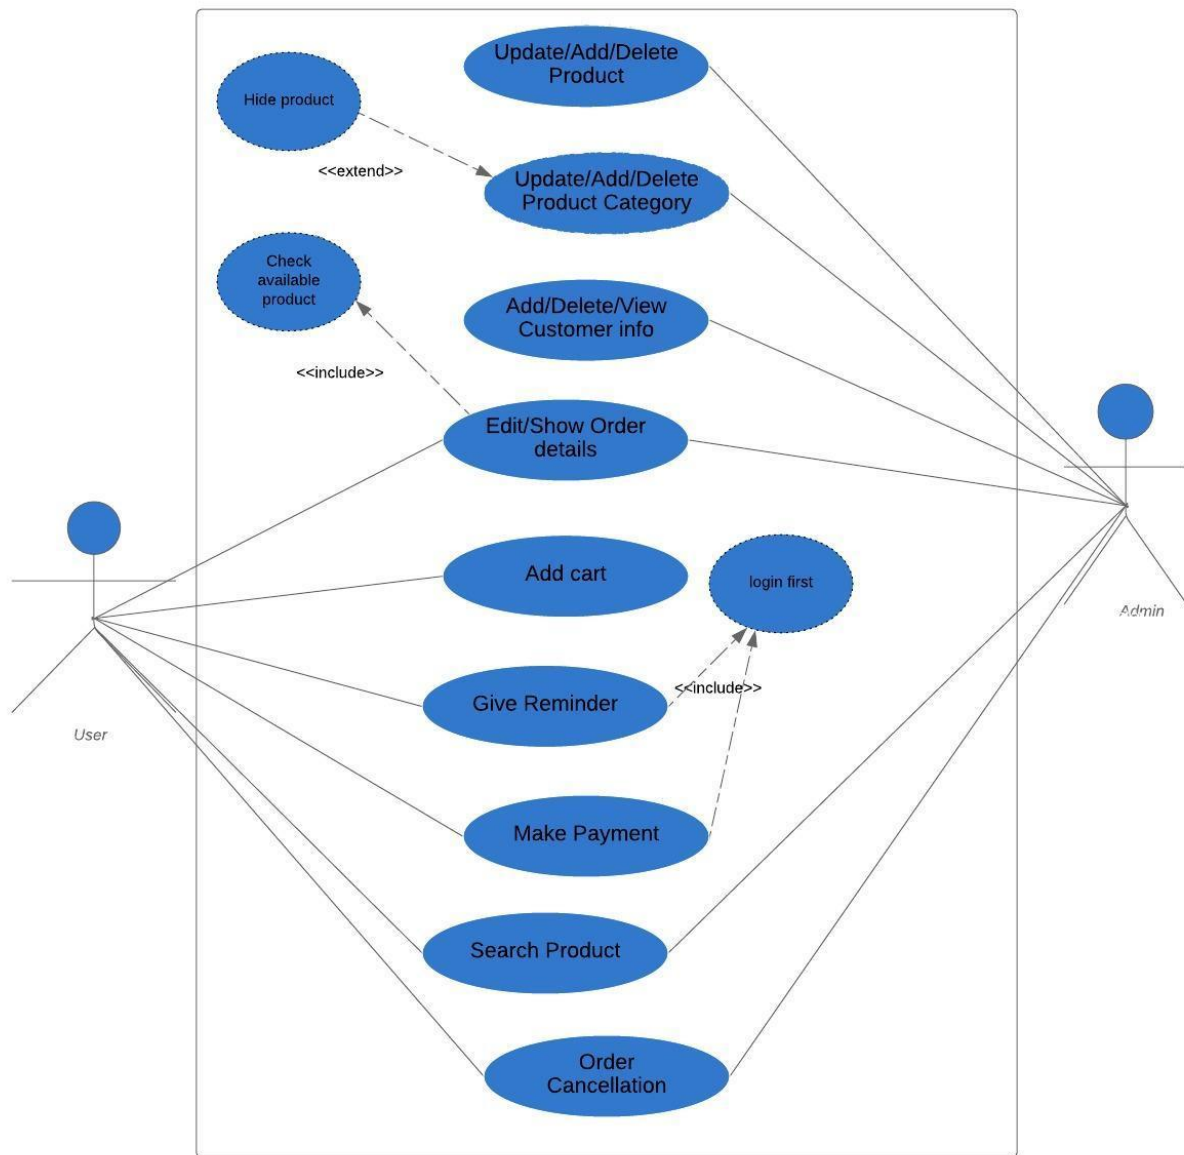 Update/Add/Delete
Product
Hide product
<<extend>>
Update/Add/Delete
Product Category
Check
available
product
Add/Delete/View
Customer info
<<include>>
Edit/Show Order
details
Add cart
login first
Admin
Give Reminder
<<include>>
User
Make Payment
Search Product
Order
Cancellation